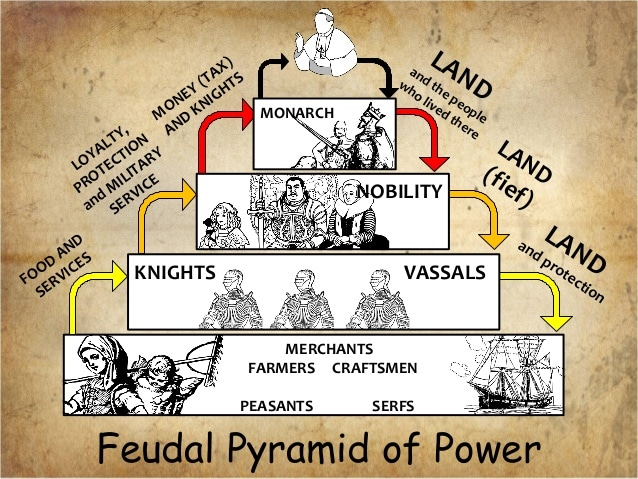 MONEY (TAX)
AND KNIGHTS
LAND
and the people
who lived there
MONARCH
LOYALTY,
PROTECTION
and MILITARY
SERVICE
LAND
(fief)
NOBILITY
FOOD AND
SERVICES
LAND
and protection
KNIGHTS VASSALS
MERCHANTS
FARMERS CRAFTSMEN
PEASANTS SERFS
Feudal Pyramid of Power